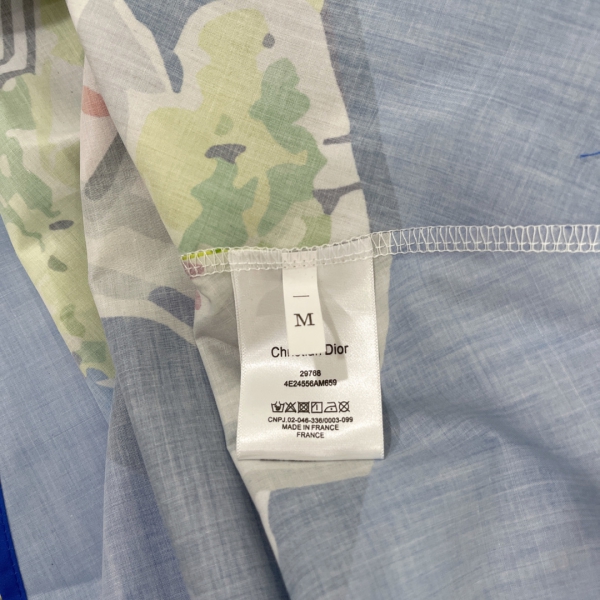 M
Christian Dior
29768
4E24556AM659
CNPJ.02-046-336/0003-099
MADE IN FRANCE
FRANCE